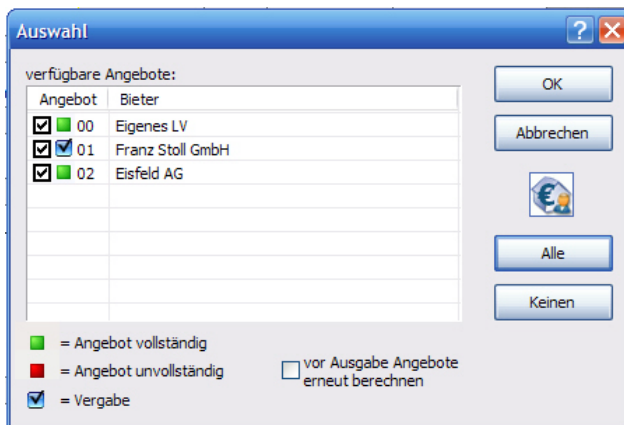 Auswahl
verfügbare Angebote:
Angebot Bieter
00 Eigenes LV
01 Franz Stoll GmbH
02 Eisfeld AG
OK
Abbrechen
Alle
Keinen
= Angebot vollständig
= Angebot unvollständig
= Vergabe
vor Ausgabe Angebote
erneut berechnen